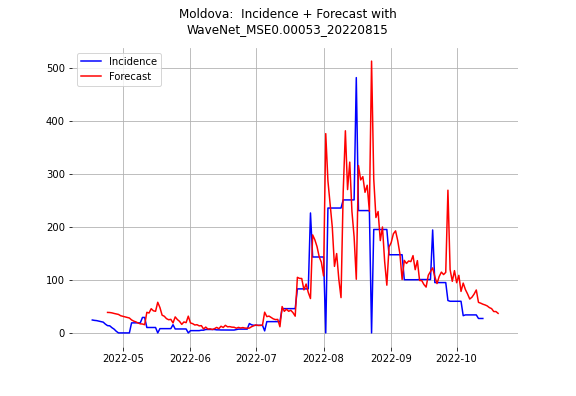 Moldova:  Incidence + Forecast with
WaveNet_MSE0.00053_20220815
Incidence
Forecast
500
400
300
200
100
0
2022-05 2022-06 2022-07 2022-08 2022-09 2022-10